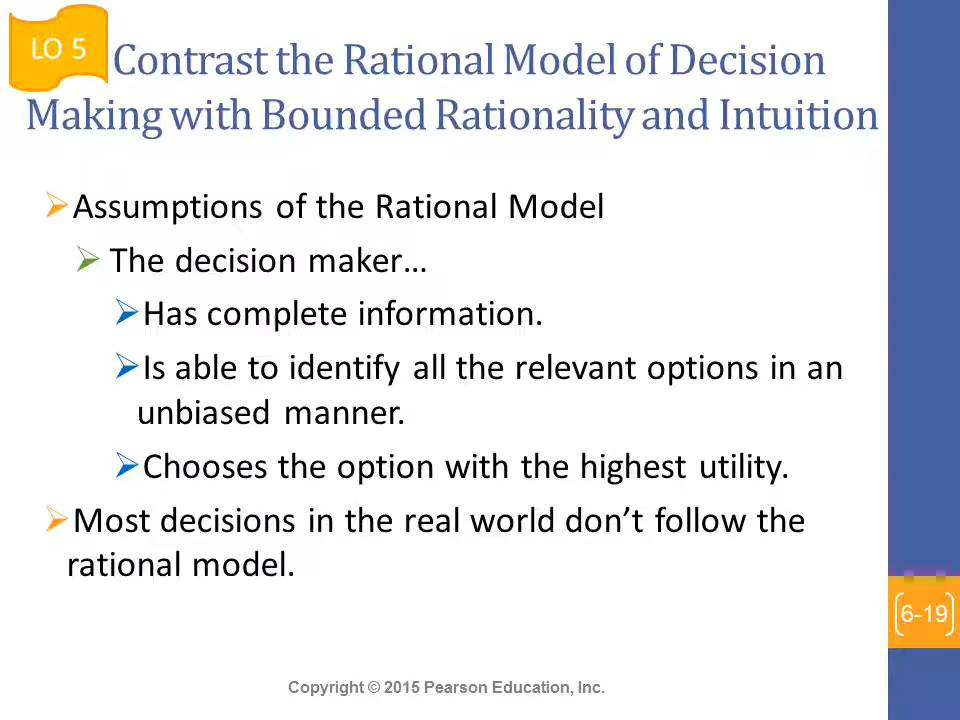 LO 5
Contrast the Rational Model of Decision
Making with Bounded Rationality and Intuition
Assumptions of the Rational Model
The decision maker…
Has complete information.
Is able to identify all the relevant options in an
unbiased manner.
Chooses the option with the highest utility.
Most decisions in the real world don’t follow the
rational model.
6-19
Copyright © 2015 Pearson Education, Inc.